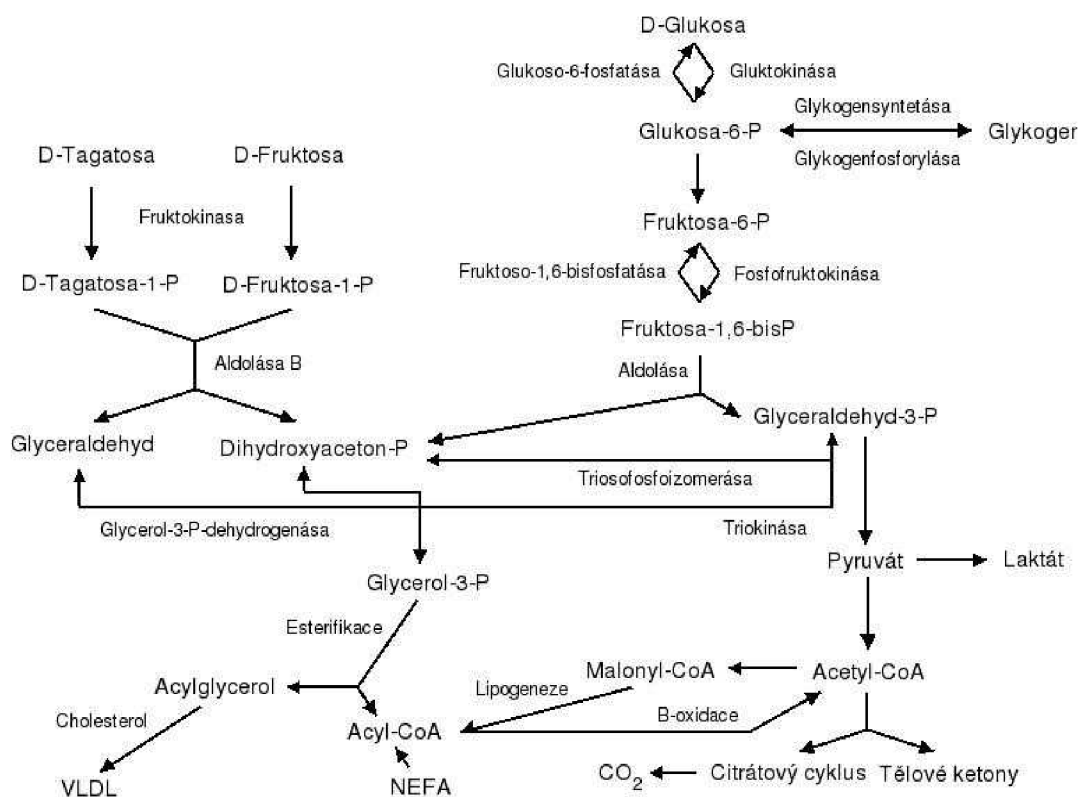 D-Glukosa
Glukoso-6-fosfatása
Gluktokinása
Glykogensyntetása
Glukosa-6-P
Glykoger
Glykogenfosforylása
D-Tagatosa
D-Fruktosa
Fruktokinasa
Fruktosa-6-P
Fruktoso-1,6-bisfosfatása
Fosfofruktokinása
D-Tagatosa-1-P
D-Fruktosa-1-P
Fruktosa-1,6-bisP
Aldolása B
Aldolása
Glyceraldehyd-3-P
Glyceraldehyd
Dihydroxyaceton-P
Triosofosfoizomerása
Glycerol-3-P-dehydrogenása
Triokinása
Glycerol-3-P
Pyruvát
Laktát
Esterifikace
Malonyl-CoA
Acetyl-CoA
Acylglycerol
Lipogeneze
B-oxidace
Cholesterol
Acyl-CoA
VLDL
NEFA
CO2
Citrátový cyklus
Tělové ketony